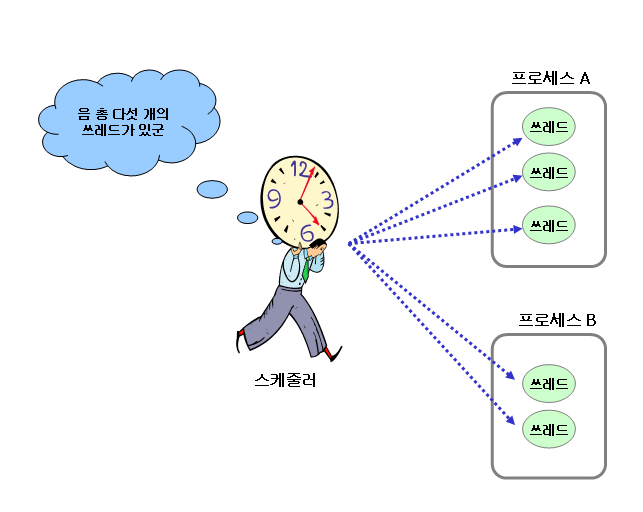 프로세스 A
음 총 다섯 개의
쓰레드가 있군
쓰레드
쓰레드
쓰레드
12
9
3
6
프로세스 B
스케줄러
쓰레드
쓰레드